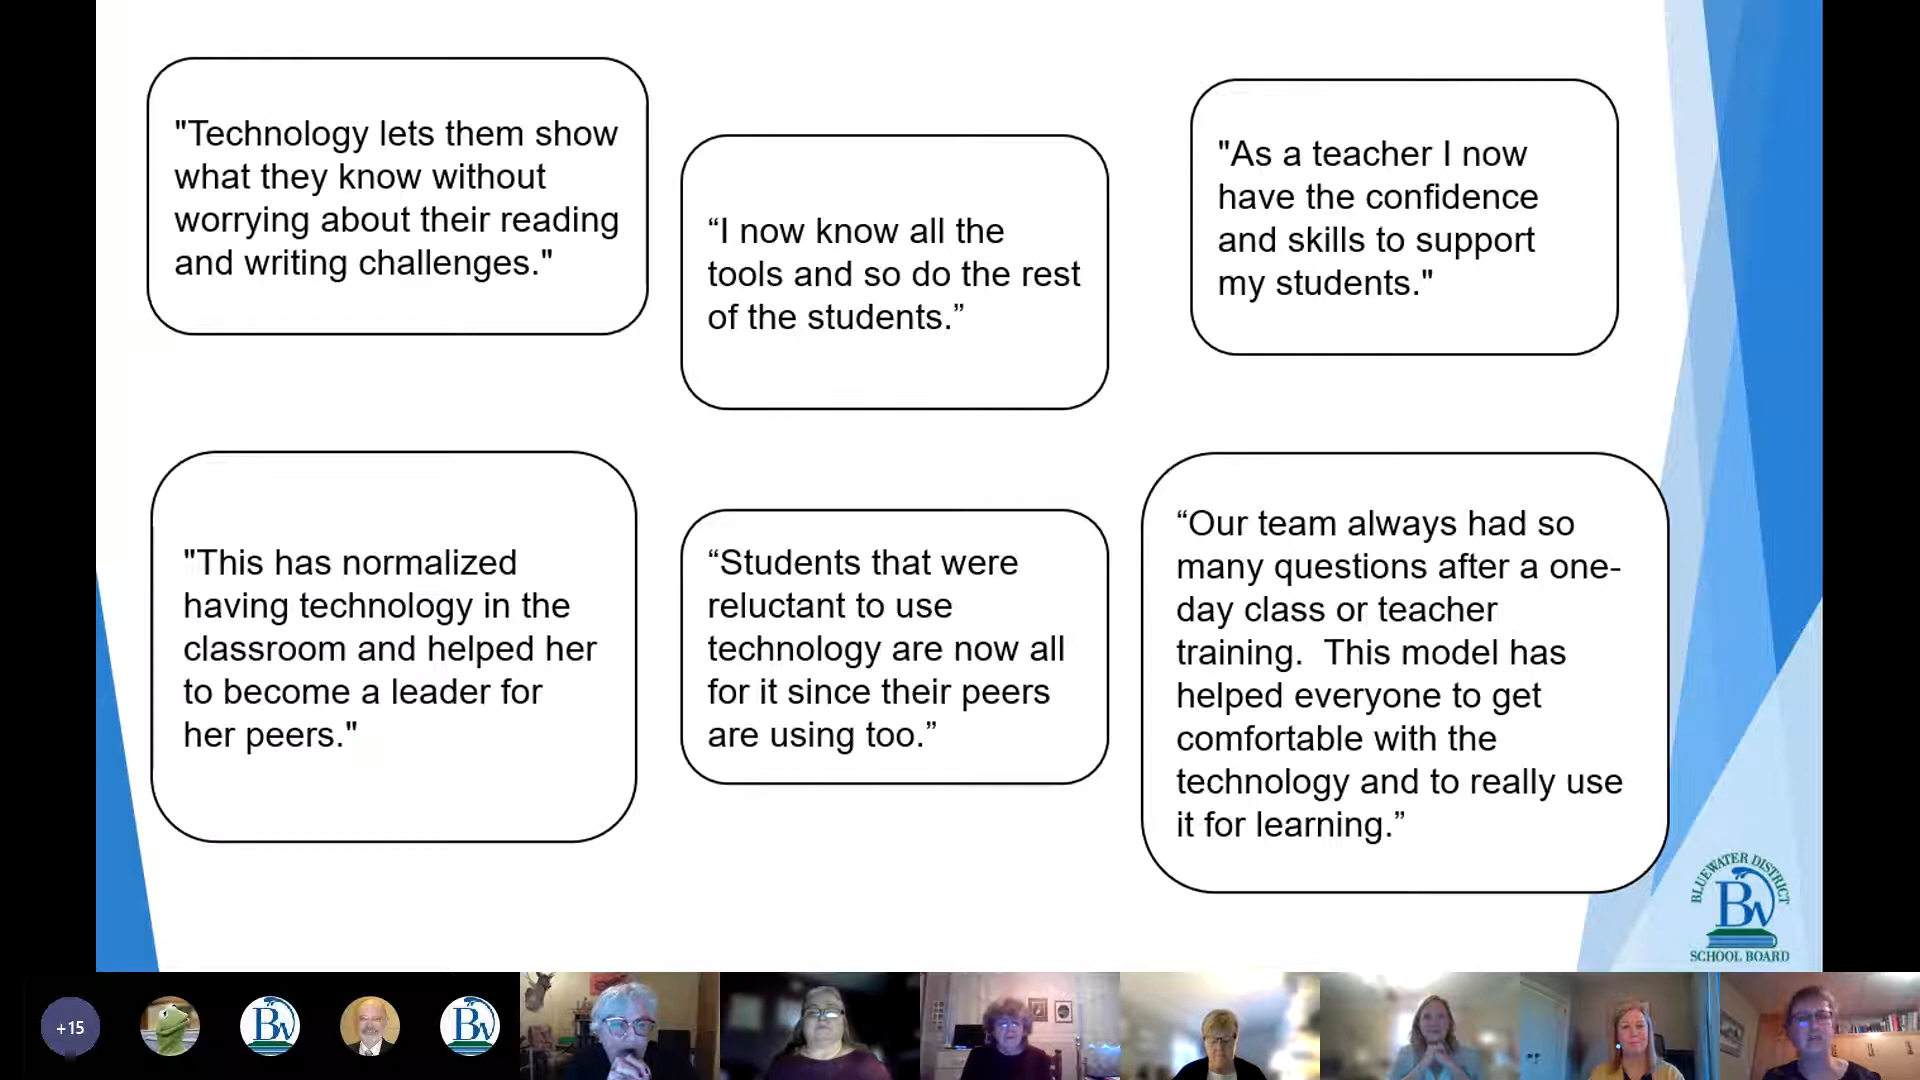 "Technology lets them show
what they know without
worrying about their reading
and writing challenges."
“I now know all the
tools and so do the rest
of the students.”
"As a teacher I now
have the confidence
and skills to support
my students."
"This has normalized
having technology in the
classroom and helped her
to become a leader for
her peers."
“Students that were
reluctant to use
technology are now all
for it since their peers
are using too.”
“Our team always had so
many questions after a one-
day class or teacher
training.  This model has
helped everyone to get
comfortable with the
technology and to really use
it for learning.”
BLUEWATER DISTRICT
BW
SCHOOL BOARD
+15
BW
BW